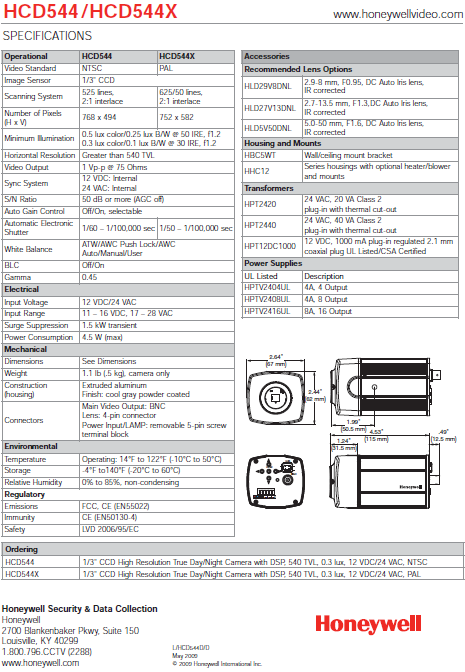 HCD544/HCD544X
www.honeywellvideo.com
SPECIFICATIONS
Operational HCD544 HCD544X
Video Standard NTSC PAL
Image Sensor 1/3" CCD
Scanning System 525 lines, 2:1 interlace 625/50 lines, 2:1 interlace
Number of Pixels (H x V) 768 x 494 752 x 582
Minimum Illumination 0.5 lux color/0.25 lux B/W @ 50 IRE, f1.2
0.3 lux color/0.1 lux B/W @ 30 IRE, f1.2
Horizontal Resolution Greater than 540 TVL
Video Output 1 Vp-p @ 75 Ohms
Sync System 12 VDC: Internal
24 VAC: Internal
S/N Ratio 50 dB or more (AGC off)
Auto Gain Control Off/On, selectable
Automatic Electronic Shutter 1/60 – 1/100,000 sec 1/50 – 1/100,000 sec
White Balance ATW/AWC Push Lock/AWC
Auto/Manual/User
BLC Off/On
Gamma 0.45
Electrical
Input Voltage 12 VDC/24 VAC
Input Range 11 – 16 VDC, 17 – 28 VAC
Surge Suppression 1.5 kW transient
Power Consumption 4.5 W (max)
Mechanical
Dimensions See Dimensions
Weight 1.1 lb (.5 kg), camera only
Construction (housing) Extruded aluminum
Finish: cool gray powder coated
Connectors Main Video Output: BNC
Lens: 4-pin connector
Power Input/LAMP: removable 5-pin screw
terminal block
Environmental
Temperature Operating: 14°F to 122°F (-10°C to 50°C)
Storage -4°F to140°F (-20°C to 60°C)
Relative Humidity 0% to 85%, non-condensing
Regulatory
Emissions FCC, CE (EN55022)
Immunity CE (EN50130-4)
Safety LVD 2006/95/EC
Accessories
Recommended Lens Options
HLD29V8DNL 2.9-8 mm, F0.95, DC Auto Iris lens,
IR corrected
HLD27V13DNL 2.7-13.5 mm, F1.3,DC Auto Iris lens,
IR corrected
HLD5V50DNL 5.0-50 mm, F1.6, DC Auto Iris lens,
IR corrected
Housing and Mounts
HBC5WT Wall/ceiling mount bracket
HHC12 Series housings with optional heater/blower
and mounts
Transformers
HPT2420 24 VAC, 20 VA Class 2
plug-in with thermal cut-out
HPT2440 24 VAC, 40 VA Class 2
plug-in with thermal cut-out
HPT12DC1000 12 VDC, 1000 mA plug-in regulated 2.1 mm
coaxial plug UL Listed/CSA Certified
Power Supplies
UL Listed Description
HPTV2404UL 4A, 4 Output
HPTV2408UL 4A, 8 Output
HPTV2416UL 8A, 16 Output
2.64"
(67 mm)
2.44"
(62 mm)
1.99"
(50.5 mm)
4.53"
(115 mm)
.49"
(12.5 mm)
1.24"
(31.5 mm)
Honeywell
Ordering
HCD544 1/3" CCD High Resolution True Day/Night Camera with DSP, 540 TVL, 0.3 lux, 12 VDC/24 VAC, NTSC
HCD544X 1/3" CCD High Resolution True Day/Night Camera with DSP, 540 TVL, 0.3 lux, 12 VDC/24 VAC, PAL
Honeywell Security & Data Collection
Honeywell
2700 Blankenbaker Pkwy, Suite 150
Louisville, KY 40299
1.800.796.CCTV (2288)
www.honeywell.com
L/HCD544D/D
May 2009
© 2009 Honeywell International Inc.
Honeywell